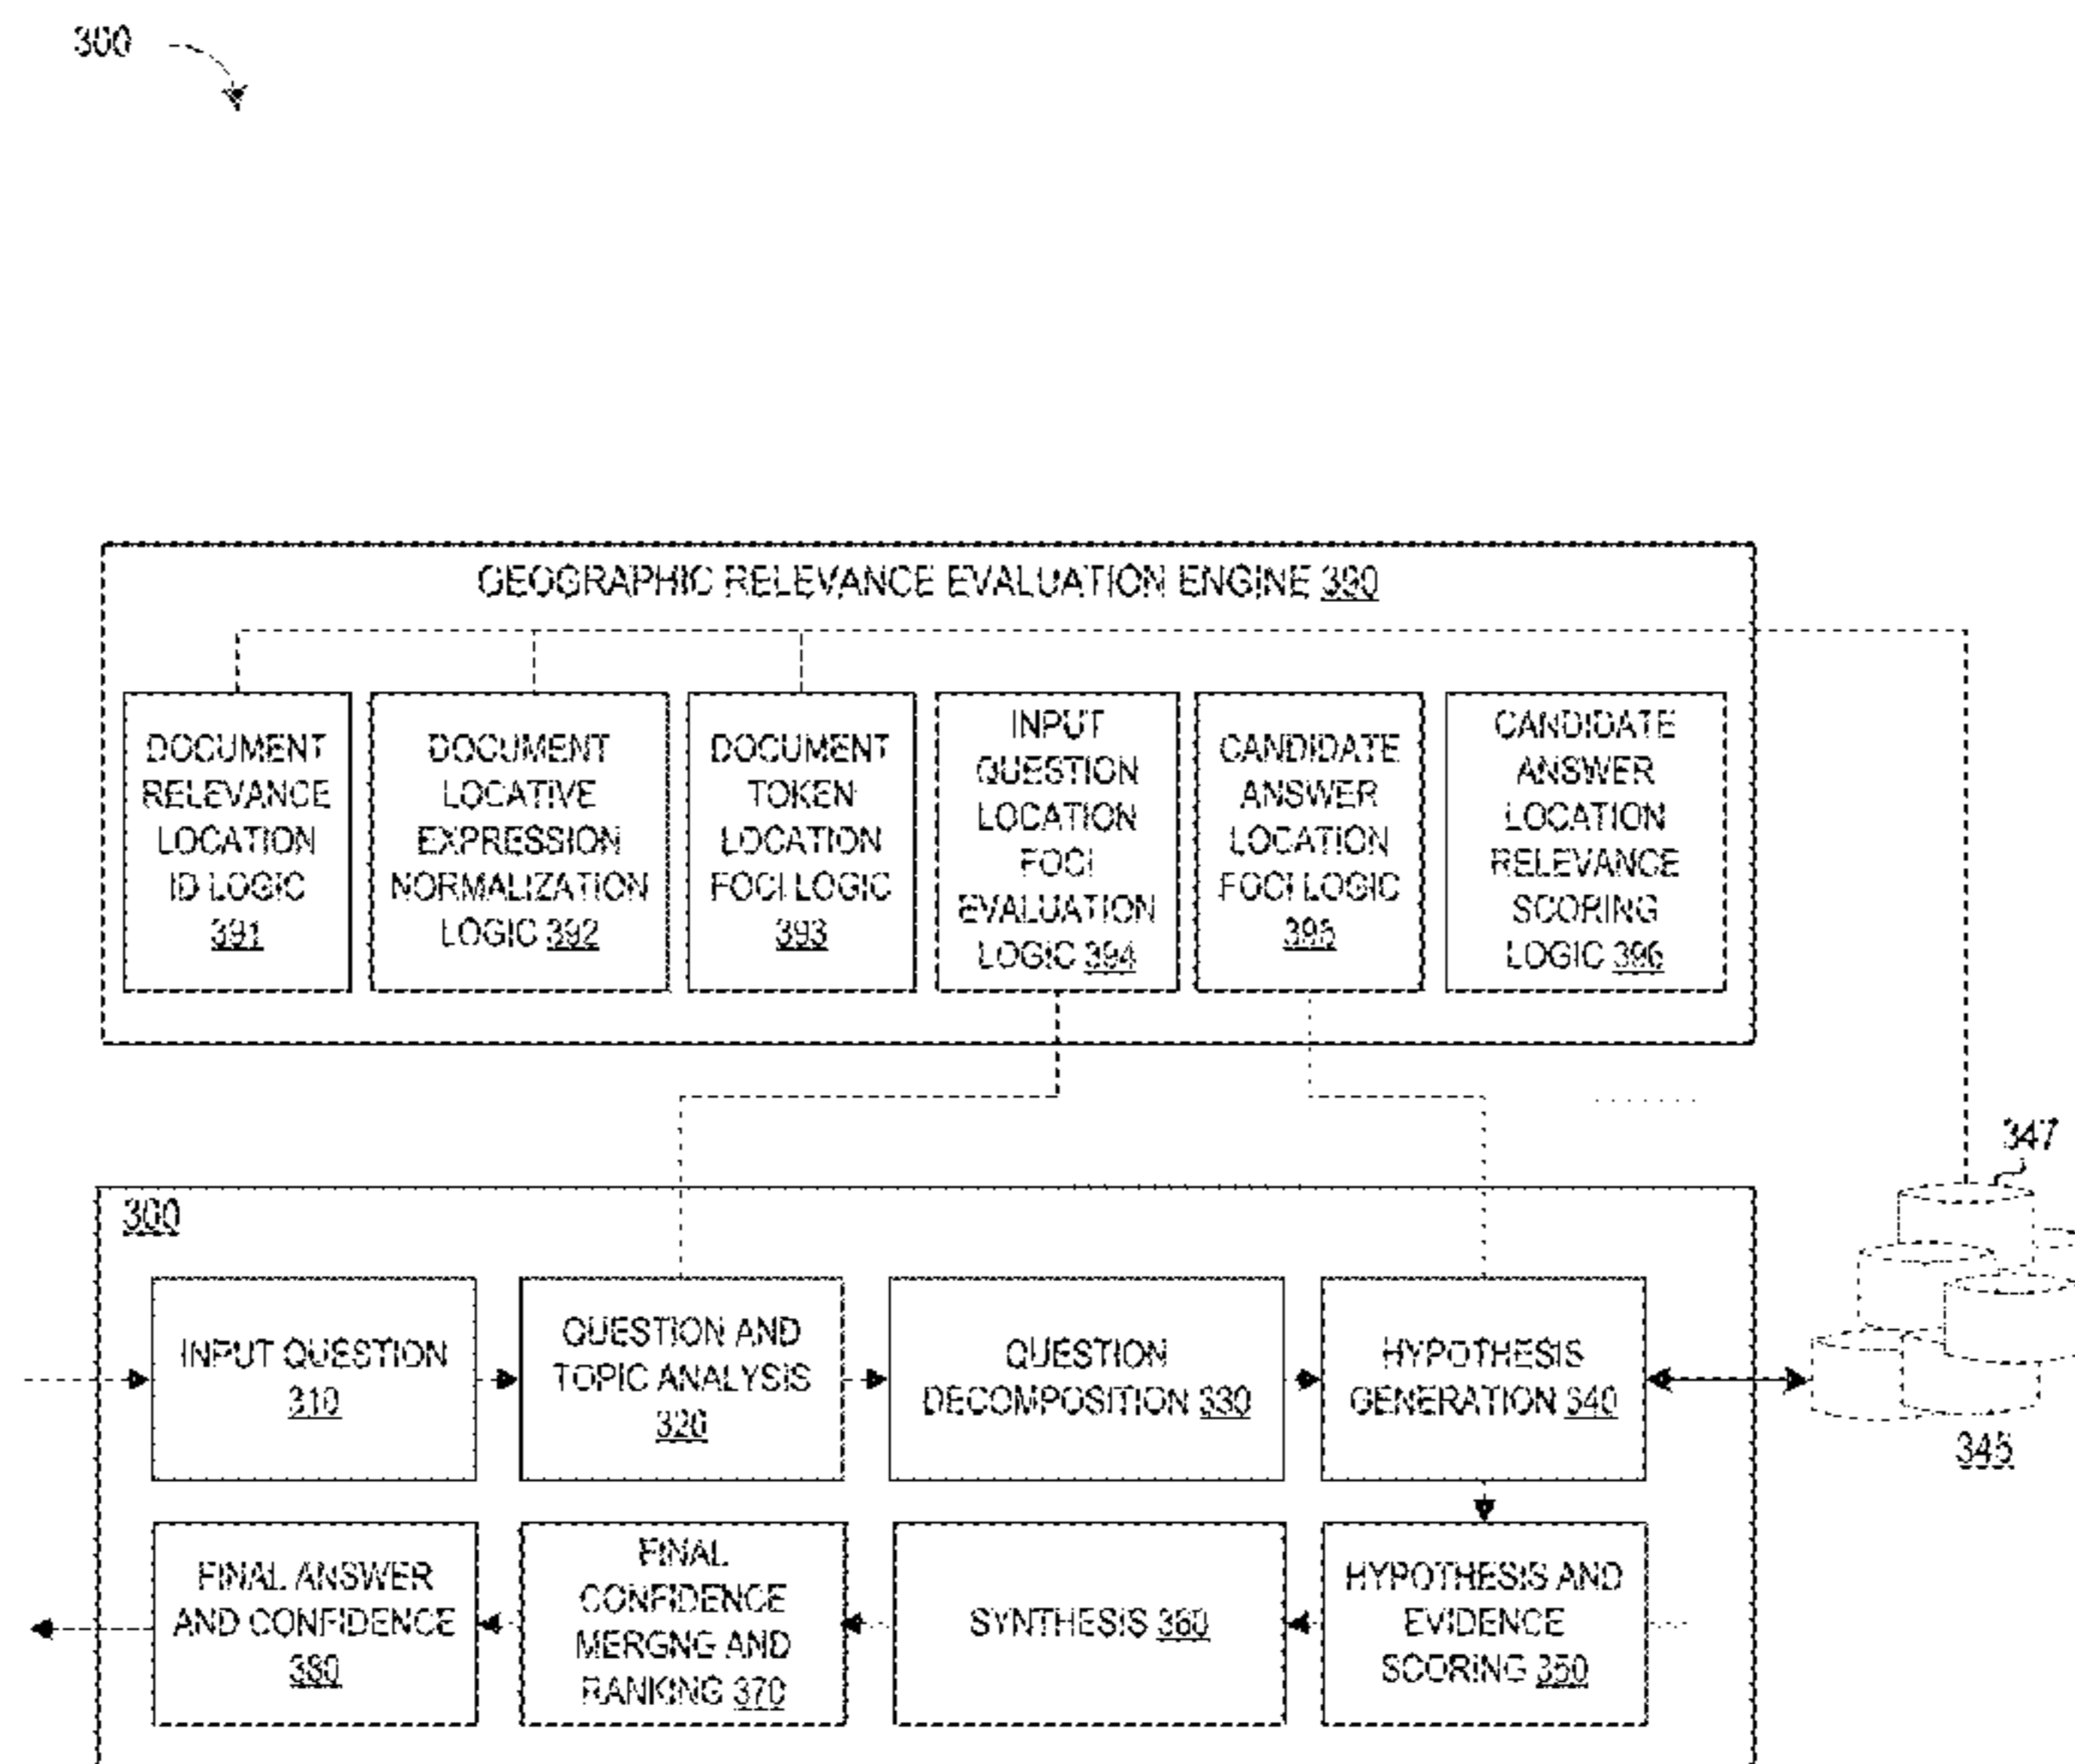 300
GEOGRAPHIC RELEVANCE EVALUATION ENGINE 390
DOCUMENT
RELEVANCE
LOCATION
ID LOGIC
391
DOCUMENT
LOCATIVE
EXPRESSION
NORMALIZATION
LOGIC 392
DOCUMENT
TOKEN
LOCATION
FOCI LOGIC
393
INPUT
QUESTION
LOCATION
FOCI
EVALUATION
LOGIC 394
CANDIDATE
ANSWER
LOCATION
FOCI LOGIC
395
CANDIDATE
ANSWER
LOCATION
RELEVANCE
SCORING
LOGIC 396
347
300
INPUT QUESTION
310
QUESTION AND
TOPIC ANALYSIS
320
QUESTION
DECOMPOSITION 330
HYPOTHESIS
GENERATION 340
345
FINAL ANSWER
AND CONFIDENCE
380
FINAL
CONFIDENCE
MERGNG AND
RANKING 370
SYNTHESIS 360
HYPOTHESIS AND
EVIDENCE
SCORING 350